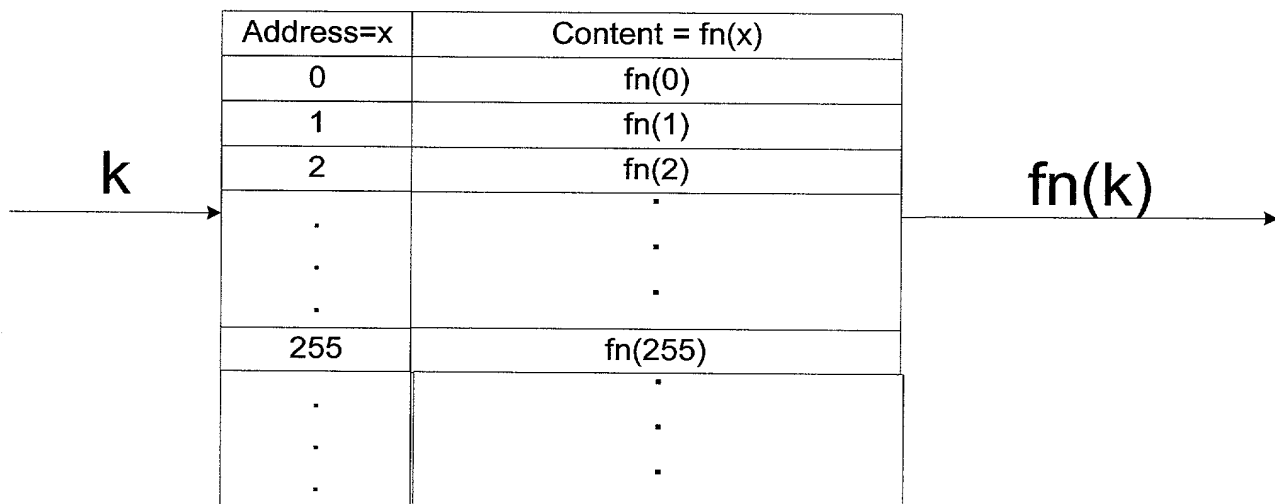 Address=x Content = fn(x)
0 fn(0)
1 fn(1)
2 fn(2)
k
fn(k)
. .
. .
. .
255 fn(255)
. .
. .
. .